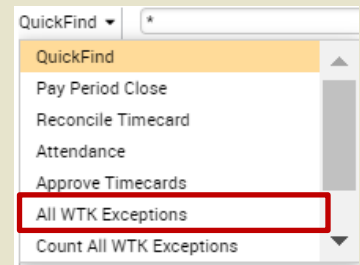 QuickFind *
QuickFind
Pay Period Close
Reconcile Timecard
Attendance
Approve Timecards
All WTK Exceptions
Count All WTK Exceptions